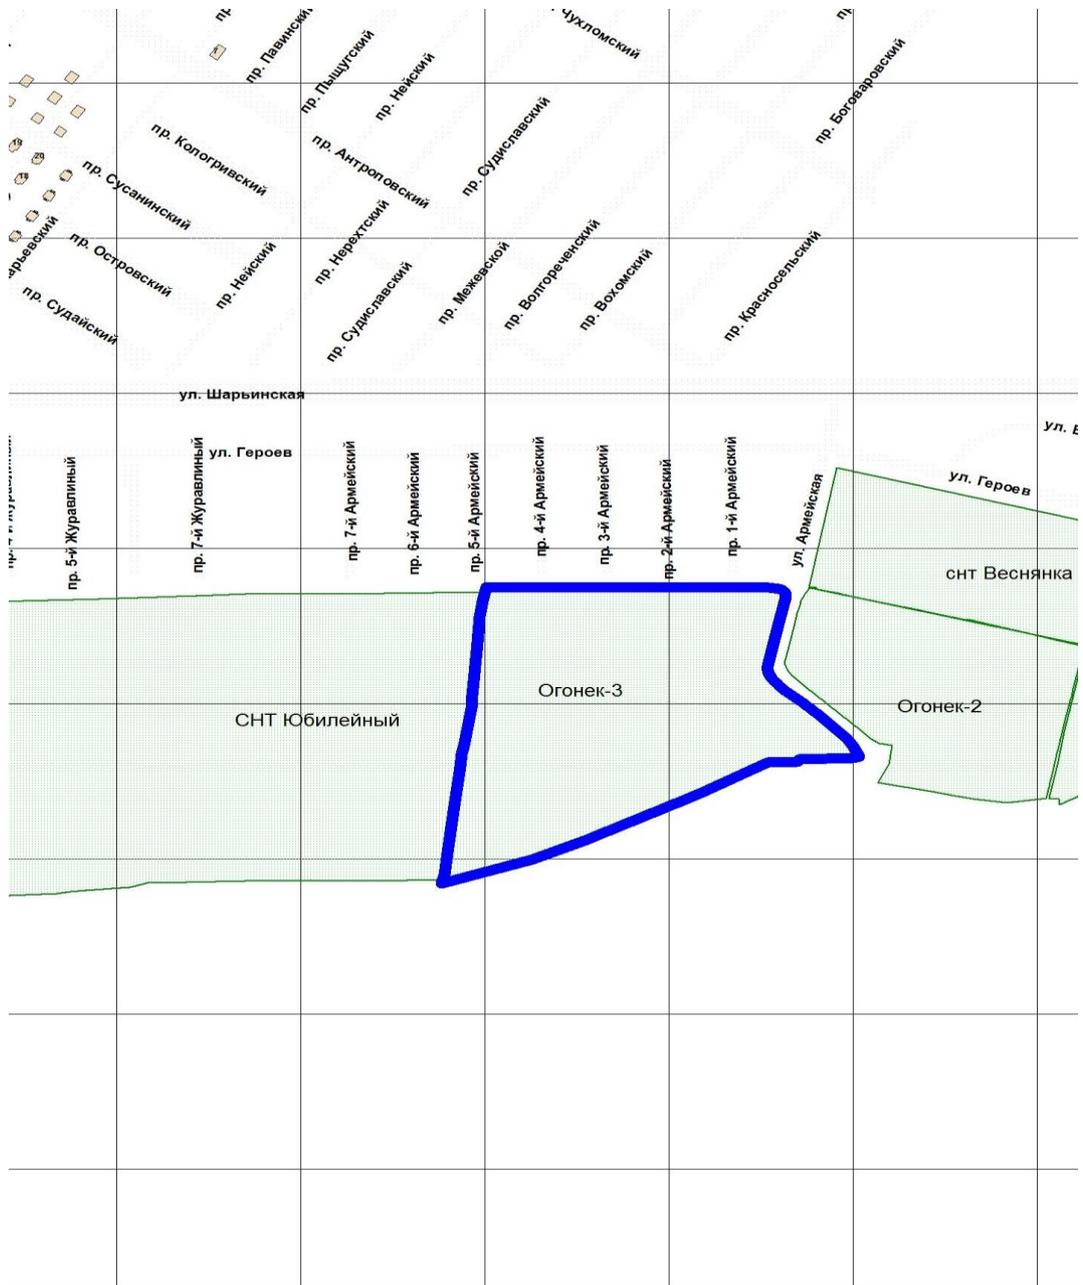 пр. Павинский
Чухломский
пр. Пыщугский
пр. Нейский
пр. Боговаровский
пр. Кологривский
пр. Антроповский
пр. Судиславский
19
20
18
пр. Сусанинский
пр. Островский
пр. Нейский
пр. Нерехтский
пр. Судиславский
пр. Межевской
пр. Волгореченский
пр. Вохомский
пр. Красносельский
пр. Судайский
ул. Шарьинская
ул. Героев
пр. 5-й Журавлиный
пр. 7-й Журавлиный
пр. 7-й Армейский
пр. 6-й Армейский
пр. 5-й Армейский
пр. 4-й Армейский
пр. 3-й Армейский
пр. 2-й Армейский
пр. 1-й Армейский
ул. Армейская
ул. Героев
снт Веснянка
Огонек-3
Огонек-2
СНТ Юбилейный